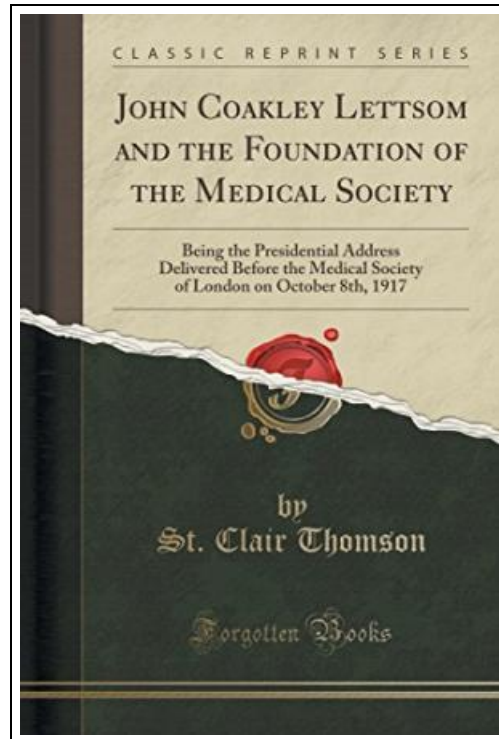 CLASSIC REPRINT SERIES
JOHN COAKLEY LETTSOM
AND THE FOUNDATION OF
THE MEDICAL SOCIETY
Being the Presidential Address
Delivered Before the Medical Society
of London on October 8th, 1917
by
St. Clair Thomson
Forgotten Books